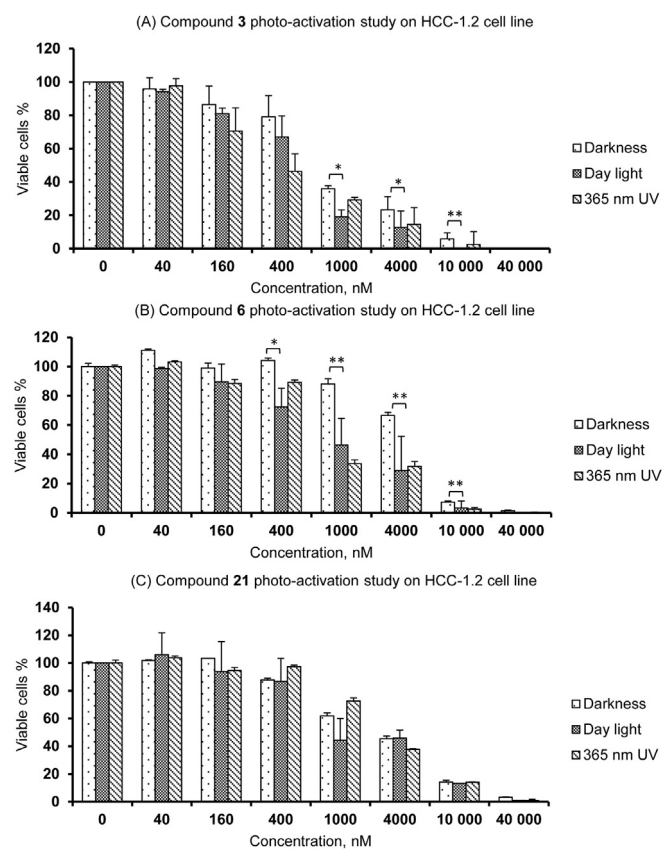 (A) Compound 3 photo-activation study on HCC-1.2 cell line
120
100
80
60
40
20
0
Viable cells %
*
*
**
Darkness
Day light
365 nm UV
0 40 160 400 1000 4000 10 000 40 000
Concentration, nM
(B) Compound 6 photo-activation study on HCC-1.2 cell line
120
100
80
60
40
20
0
Viable cells %
*
**
**
**
Darkness
Day light
365 nm UV
0 40 160 400 1000 4000 10 000 40 000
Concentration, nM
(C) Compound 21 photo-activation study on HCC-1.2 cell line
140
120
100
80
60
40
20
0
Viable cells %
Darkness
Day light
365 nm UV
0 40 160 400 1000 4000 10 000 40 000
Concentration, nM